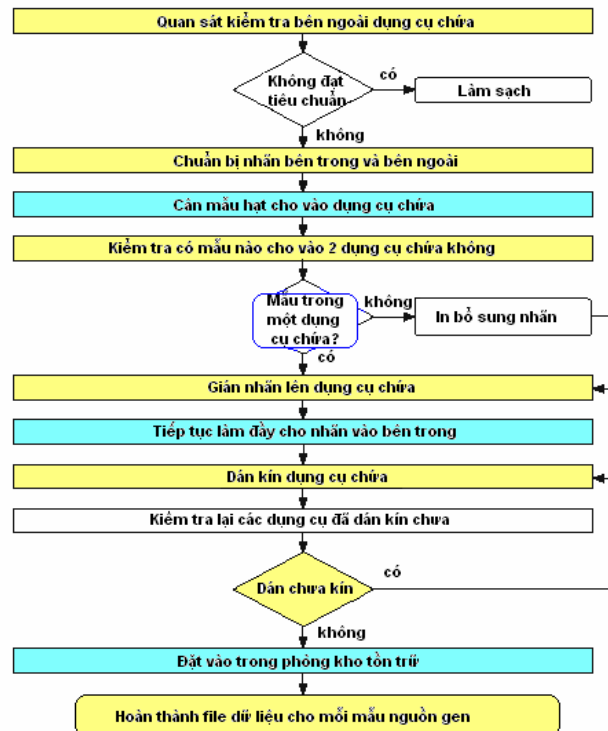 Quan sát kiểm tra bên ngoài dụng cụ chứa
Không đạt
tiêu chuẩn
có
Làm sạch
không
Chuẩn bị nhãn bên trong và bên ngoài
Cân mẫu hạt cho vào dụng cụ chứa
Kiểm tra có mẫu nào cho vào 2 dụng cụ chứa không
Mẫu trong
một dụng
cụ chứa?
không
In bổ sung nhãn
có
Gián nhãn lên dụng cụ chứa
Tiếp tục làm đầy cho nhãn vào bên trong
Dán kín dụng cụ chứa
Kiểm tra lại các dụng cụ đã dán kín chưa
Dán chưa kín
có
không
Đặt vào trong phòng kho tồn trữ
Hoàn thành file dữ liệu cho mỗi mẫu nguồn gen